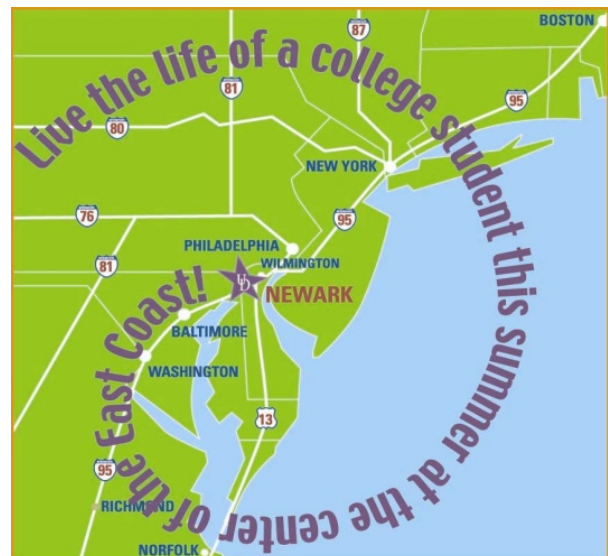 Live the life of a college student this summer at the center of the East Coast!
BOSTON
87
81
95
80
NEW YORK
76
95
PHILADELPHIA
81
WILMINGTON
UD
NEWARK
BALTIMORE
WASHINGTON
13
95
RICHMOND
NORFOLK